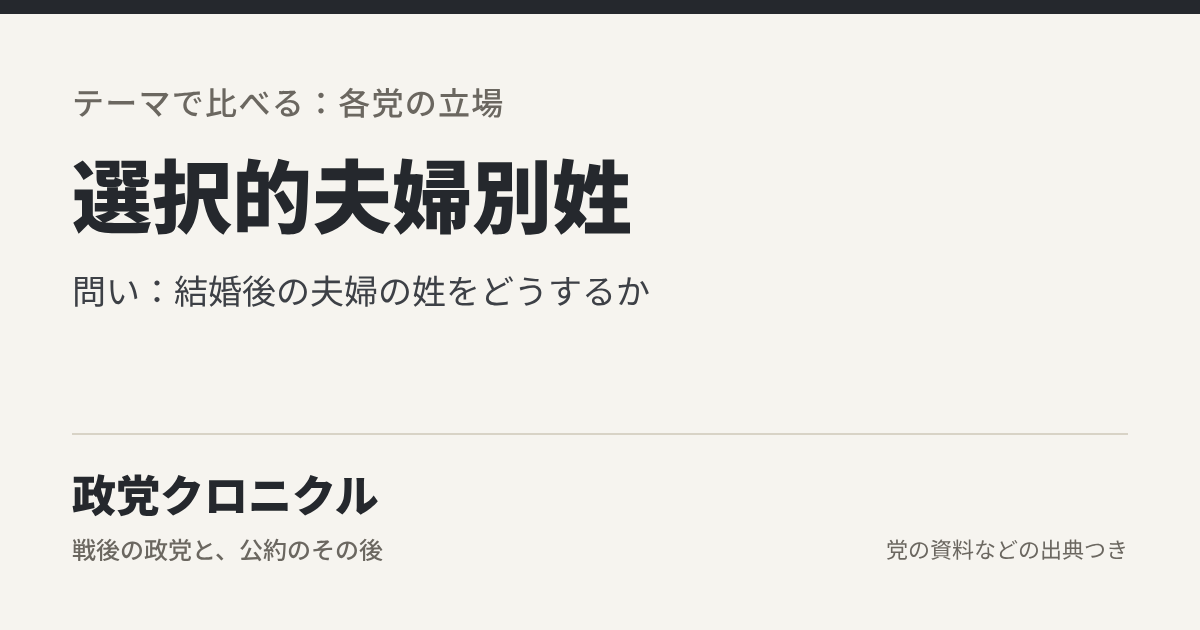 テーマで比べる：各党の立場
選択的夫婦別姓
問い：結婚後の夫婦の姓をどうするか
政党クロニクル
戦後の政党と、公約のその後
党の資料などの出典つき